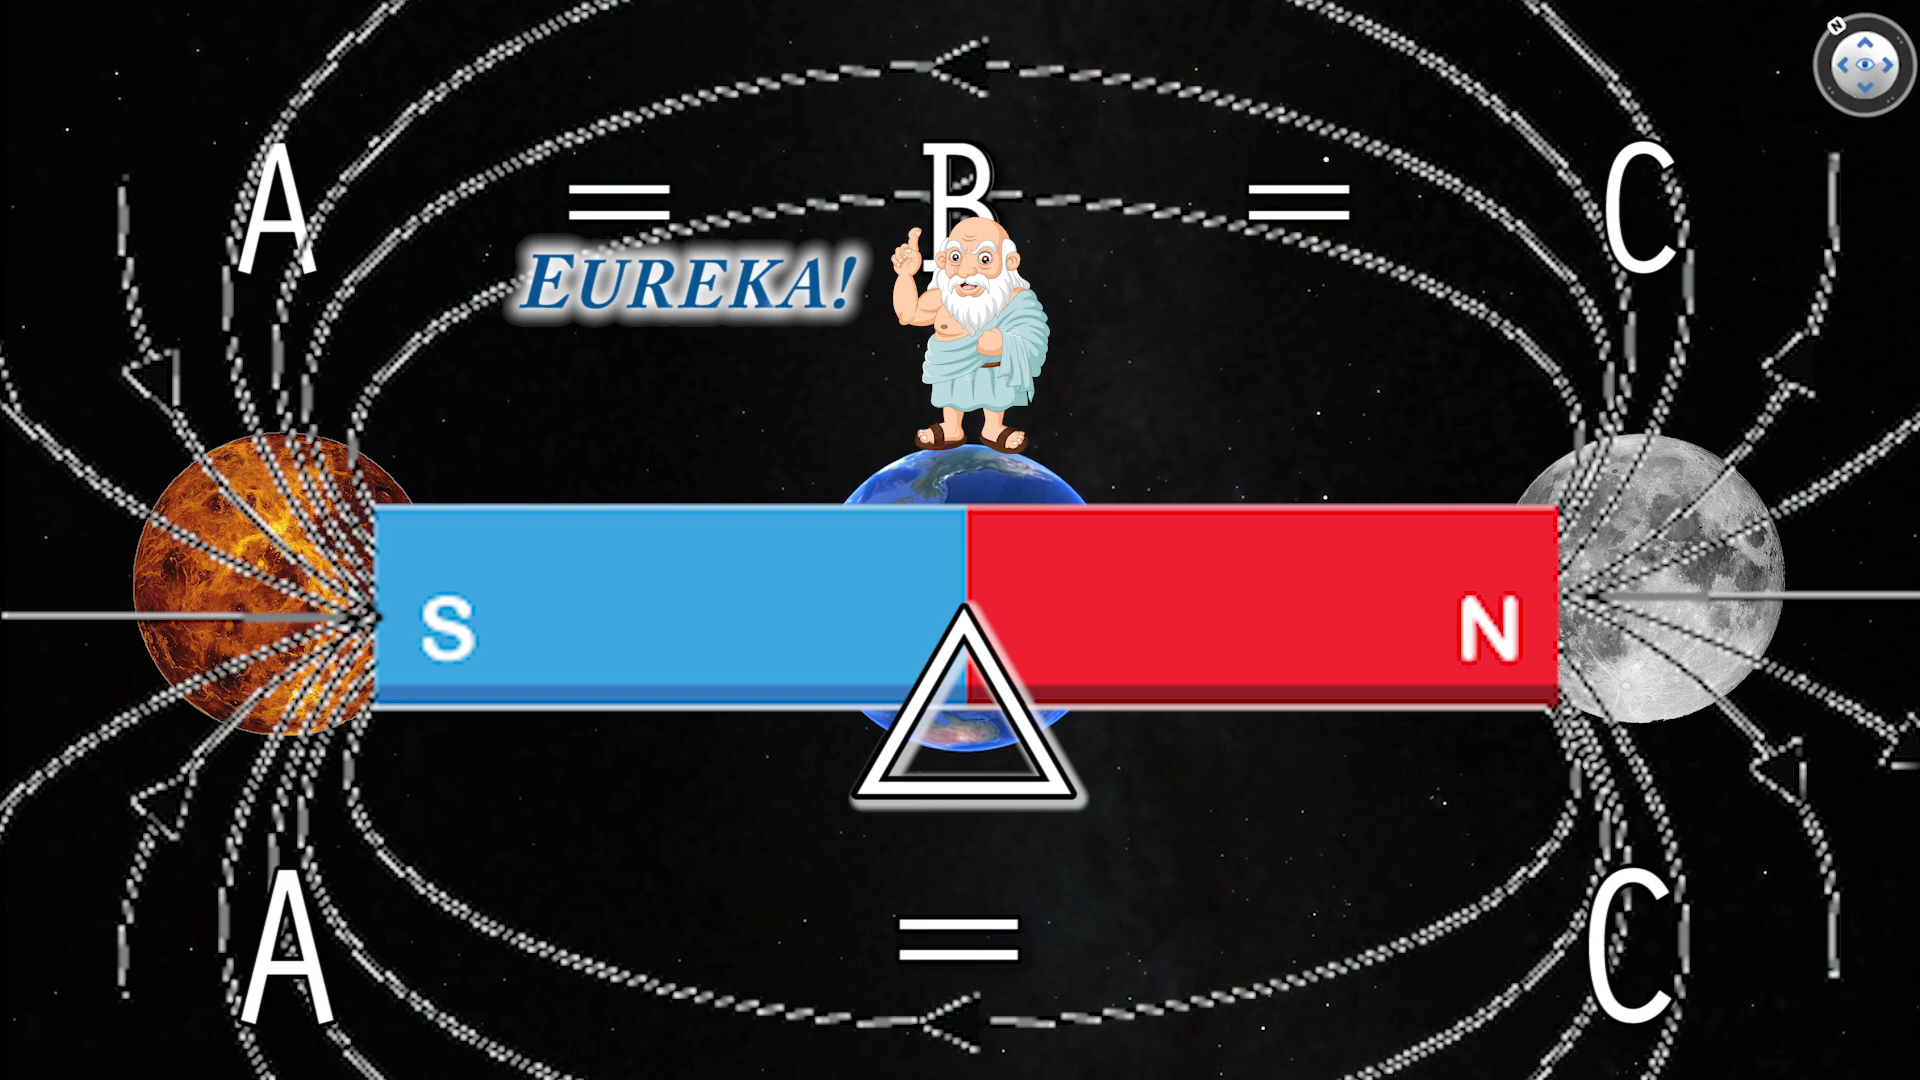 N
A = B = C
EUREKA!
S N
A = C